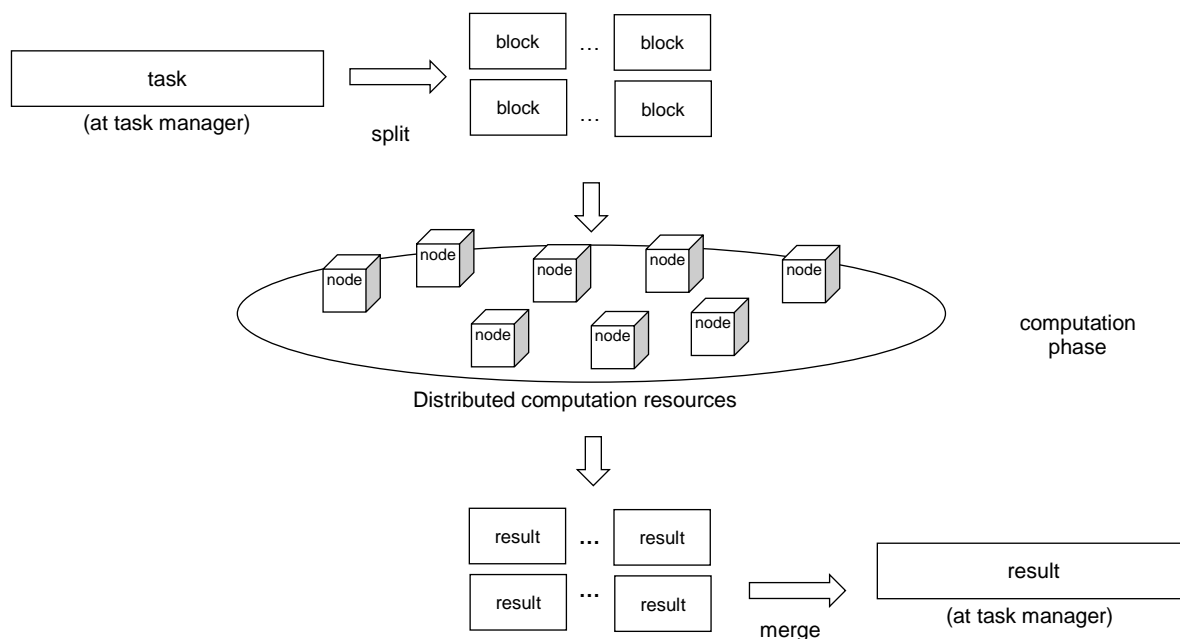 block … block
task
block … block
(at task manager)
split
node
node
node
node
node
node
node
node
computation
phase
Distributed computation resources
result … result
result
result … result
(at task manager)
merge